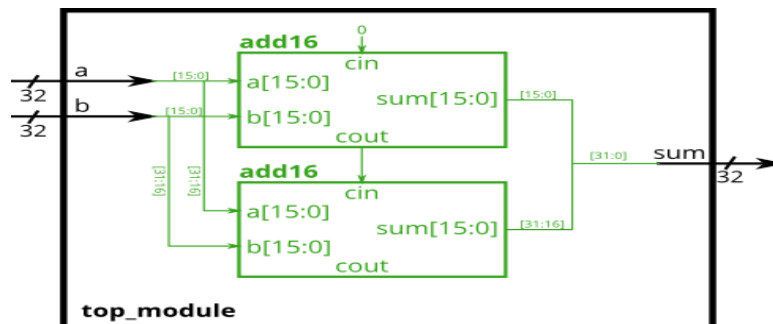 add16
0
cin
a
[15:0]
a[15:0]
32
sum[15:0]
[15:0]
b
[15:0]
b[15:0]
32
cout
[31:0]
sum
32
[31:16]
[31:16]
add16
cin
a[15:0]
sum[15:0]
[31:16]
b[15:0]
cout
top_module